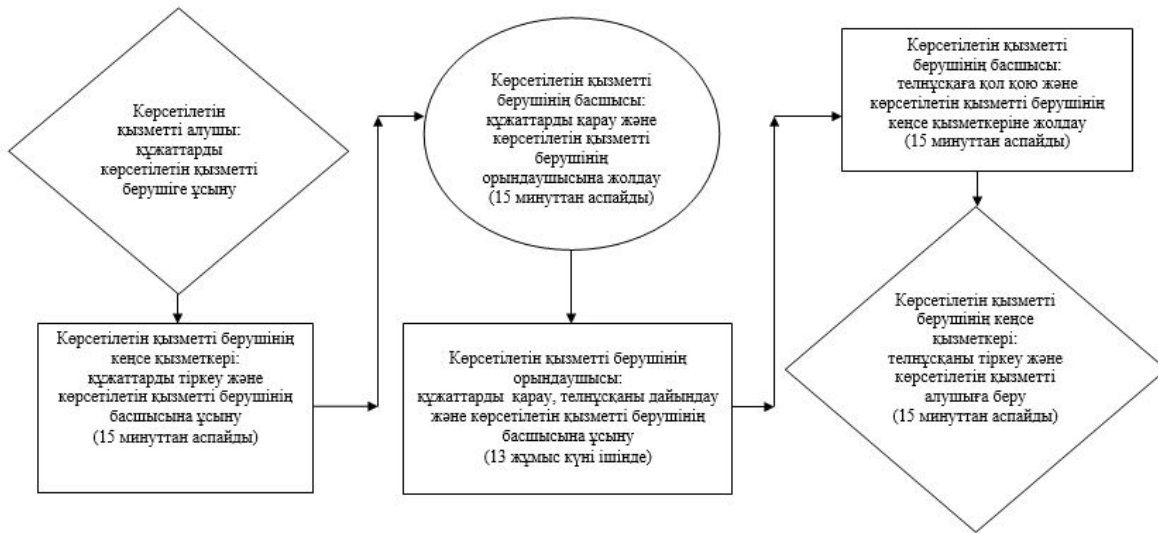 Көрсетілетін
қызметті алушы:
құжаттарды
көрсетілетін қызметті
берушіге ұсыну
Көрсетілетін қызметті берушінің
кеңсе қызметкері:
құжаттарды тіркеу және
көрсетілетін қызметті берушінің
басшысына ұсыну
(15 минуттан аспайды)
Көрсетілетін қызметті
берушінің басшысы:
құжаттарды қарау және
көрсетілетін қызметті
берушінің
орындаушысына жолдау
(15 минуттан аспайды)
Көрсетілетін қызметті берушінің
орындаушысы:
құжаттарды қарау, телнұсқаны дайындау
және көрсетілетін қызметті берушінің
басшысына ұсыну
(13 жұмыс күні ішінде)
Көрсетілетін қызметті
берушінің басшысы:
телнұсқаға қол қою және
көрсетілетін қызметті берушінің
кеңсе қызметкеріне жолдау
(15 минуттан аспайды)
Көрсетілетін қызметті
берушінің кеңсе
қызметкері:
телнұсқаны тіркеу және
көрсетілетін қызметті
алушыға беру
(15 минуттан аспайды)